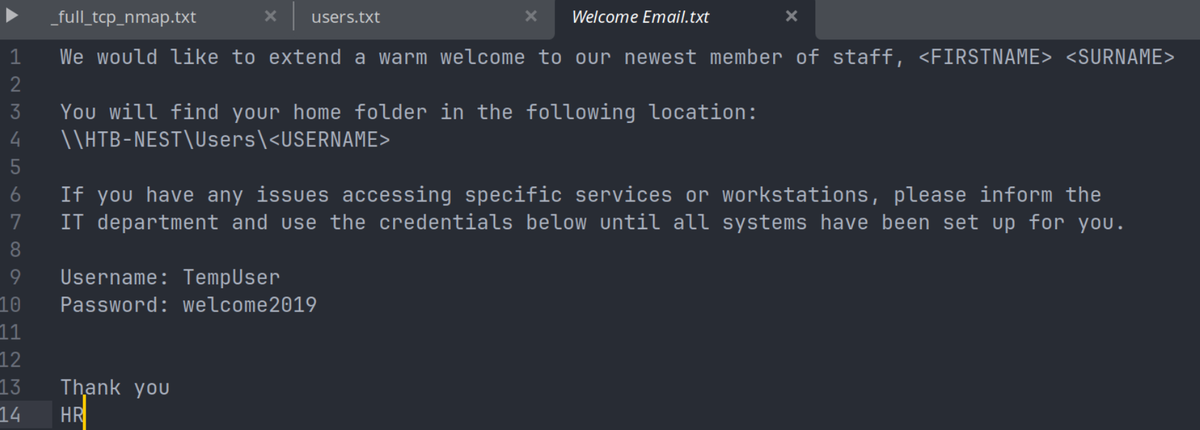 _full_tcp_nmap.txt × users.txt × Welcome Email.txt ×
1 We would like to extend a warm welcome to our newest member of staff, <FIRSTNAME> <SURNAME>
2
3 You will find your home folder in the following location:
4 \\HTB-NEST\Users\<USERNAME>
5
6 If you have any issues accessing specific services or workstations, please inform the
7 IT department and use the credentials below until all systems have been set up for you.
8
9 Username: TempUser
10 Password: welcome2019
11
12
13 Thank you
14 HR